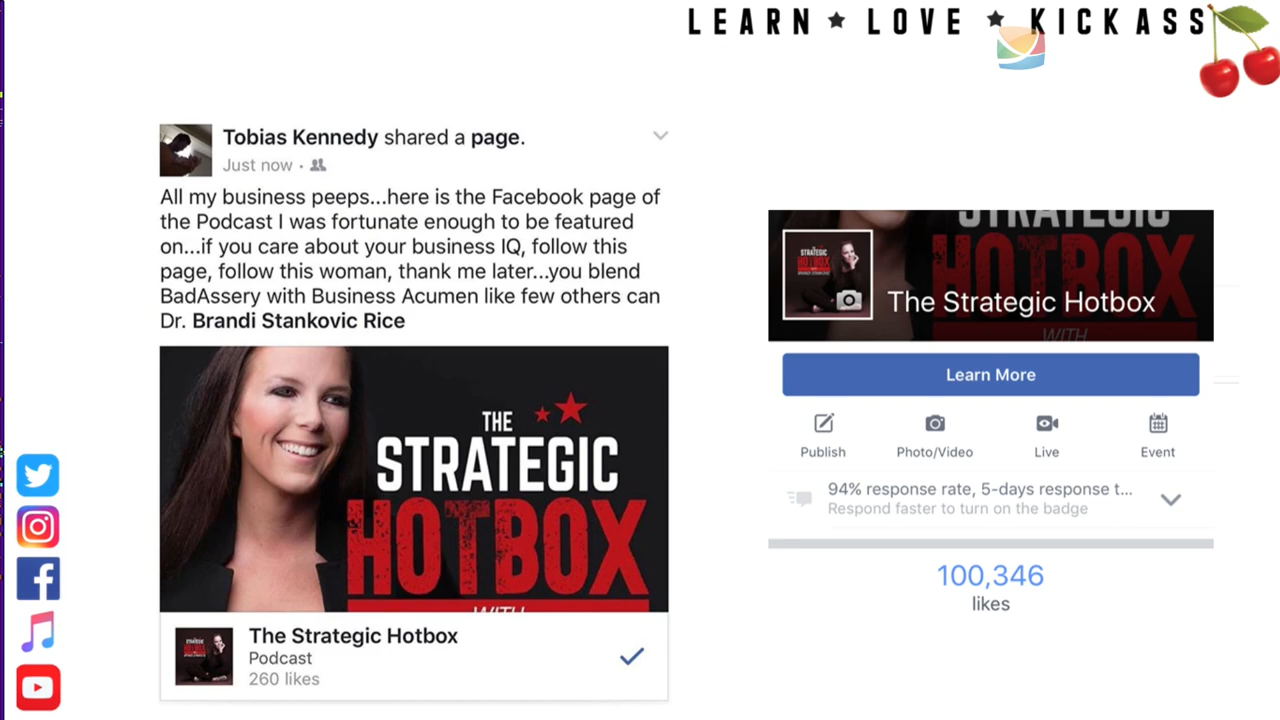 LEARN ★ LOVE ★ KICKASS
Tobias Kennedy shared a page.
Just now ·
All my business peeps...here is the Facebook page of
the Podcast I was fortunate enough to be featured
on...if you care about your business IQ, follow this
page, follow this woman, thank me later...you blend
BadAssery with Business Acumen like few others can
Dr. Brandi Stankovic Rice
THE
STRATEGIC
HOTBOX
WITH
The Strategic Hotbox
Podcast
260 likes
STRATEGIC
HOTBOX
WITH
STRATEGIC
HOTBOX
The Strategic Hotbox
Learn More
Publish
Photo/Video
Live
Event
94% response rate, 5-days response t...
Respond faster to turn on the badge
100,346
likes